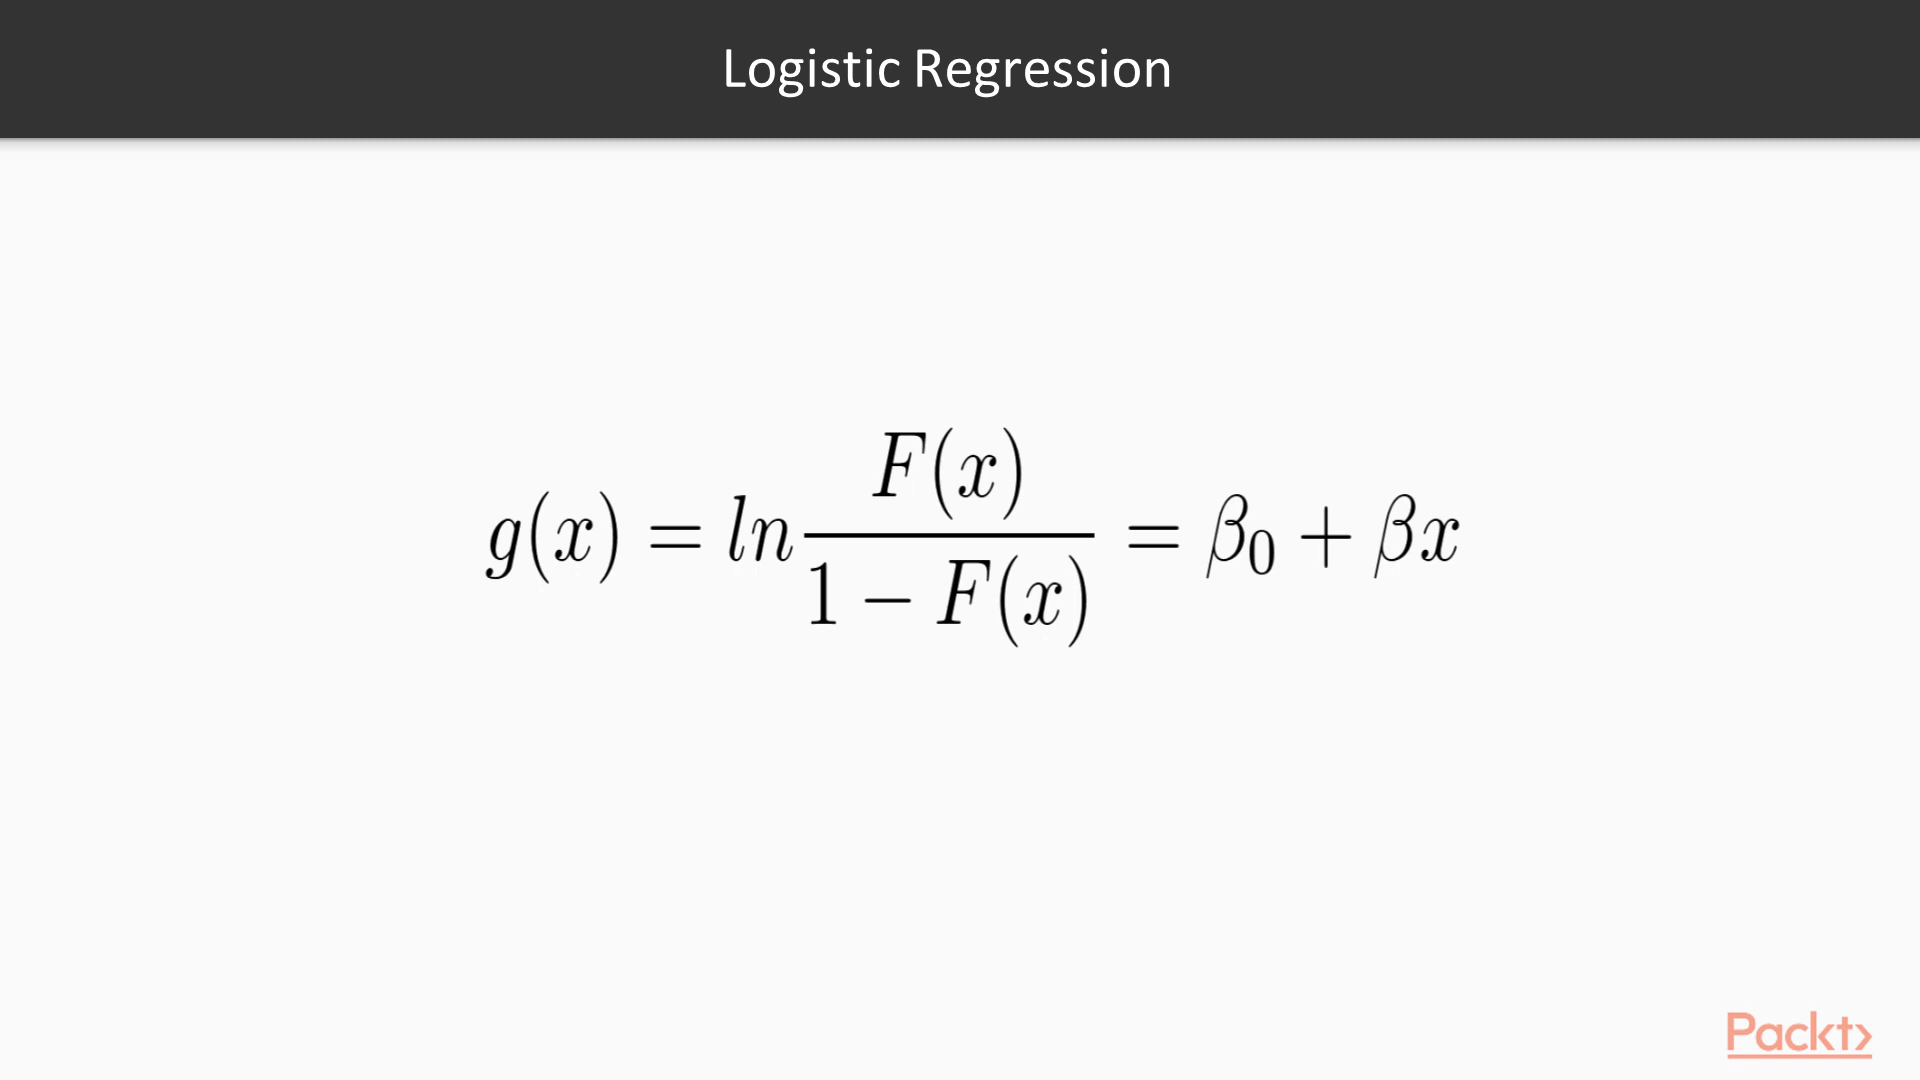 Logistic Regression
g(x) = ln F(x) / 1 − F(x) = β₀ + βx
Packt>